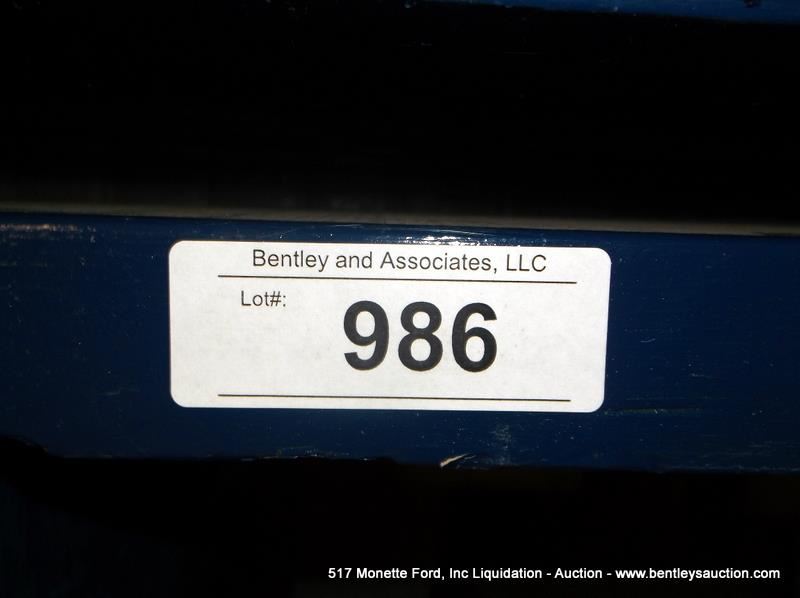 Bentley and Associates, LLC
Lot#:
986
517 Monette Ford, Inc Liquidation - Auction - www.bentleysauction.com